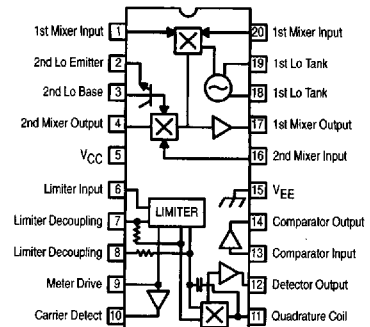 1st Mixer Input 1
2nd Lo Emitter 2
2nd Lo Base 3
2nd Mixer Output 4
VCC 5
Limiter Input 6
Limiter Decoupling 7
Limiter Decoupling 8
Meter Drive 9
Carrier Detect 10
LIMITER
20 1st Mixer Input
19 1st Lo Tank
18 1st Lo Tank
17 1st Mixer Output
16 2nd Mixer Input
15 VEE
14 Comparator Output
13 Comparator Input
12 Detector Output
11 Quadrature Coil